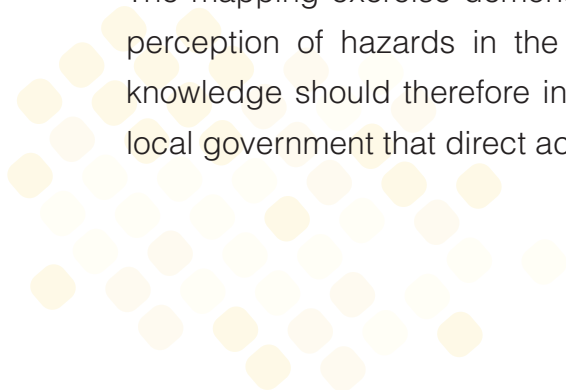 The mapping exercise demon
perception of hazards in the
knowledge should therefore in
local government that direct ac